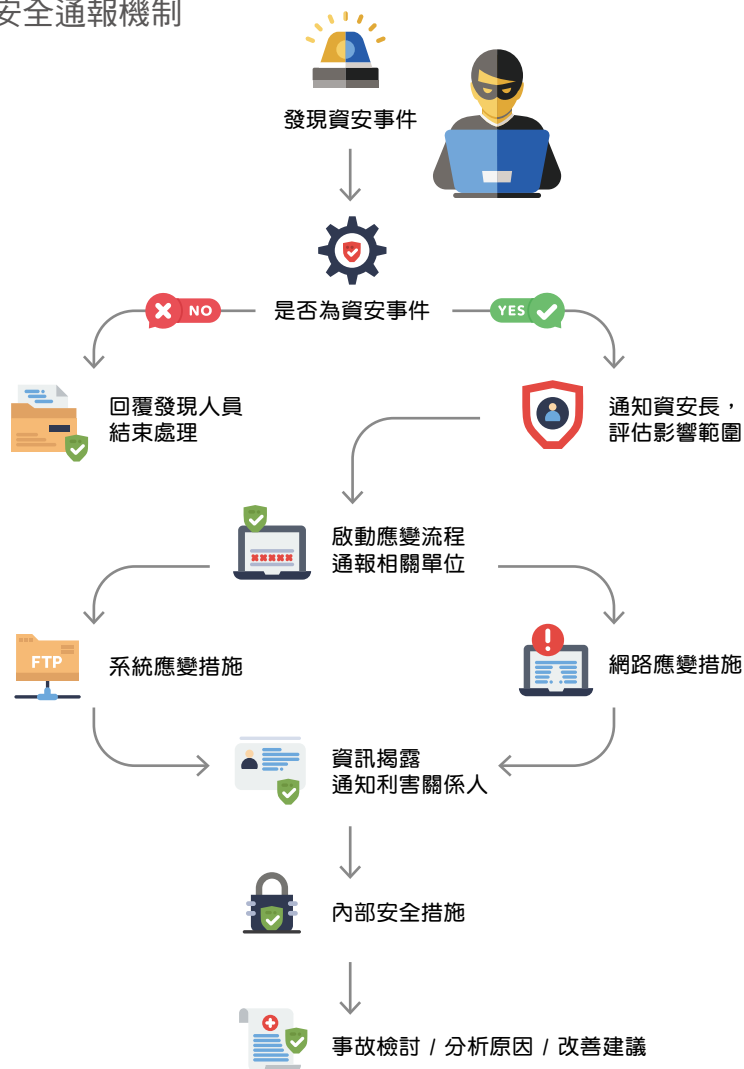 安全通報機制
發現資安事件
是否為資安事件
NO
YES
回覆發現人員
結束處理
通知資安長，
評估影響範圍
啟動應變流程
通報相關單位
FTP
系統應變措施
網路應變措施
資訊揭露
通知利害關係人
內部安全措施
事故檢討 / 分析原因 / 改善建議